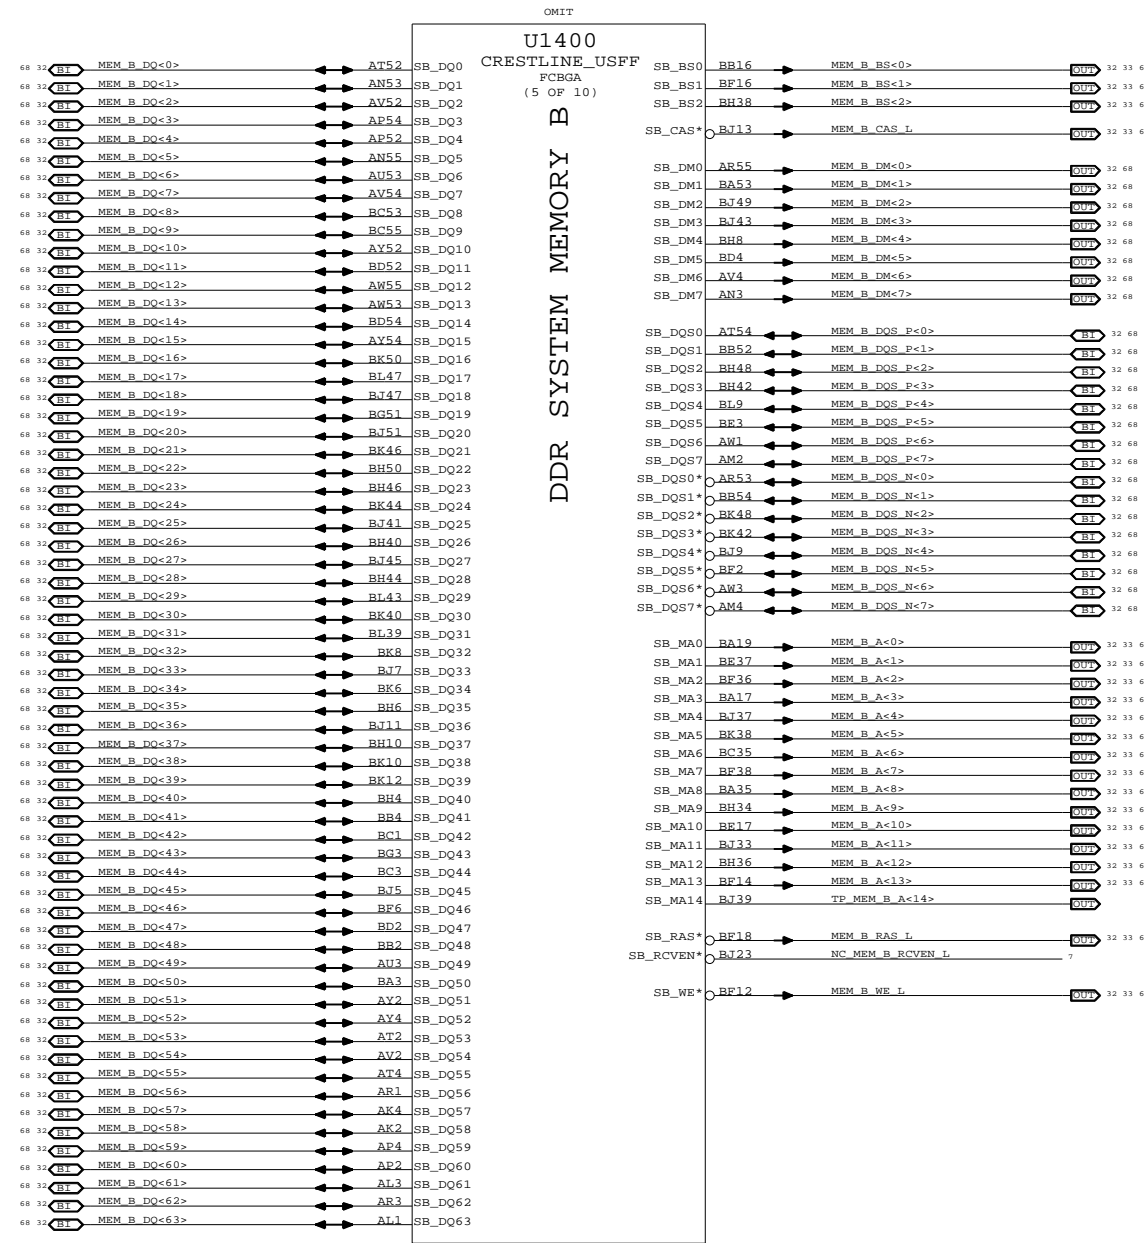 OMIT
U1400
CRESTLINE_USFF
FCBGA
(5 OF 10)
DDR SYSTEM MEMORY B
68 32 BI MEM_B_DQ<0> AT52 SB_DQ0
68 32 BI MEM_B_DQ<1> AN53 SB_DQ1
68 32 BI MEM_B_DQ<2> AV52 SB_DQ2
68 32 BI MEM_B_DQ<3> AP54 SB_DQ3
68 32 BI MEM_B_DQ<4> AP52 SB_DQ4
68 32 BI MEM_B_DQ<5> AN55 SB_DQ5
68 32 BI MEM_B_DQ<6> AU53 SB_DQ6
68 32 BI MEM_B_DQ<7> AV54 SB_DQ7
68 32 BI MEM_B_DQ<8> BC53 SB_DQ8
68 32 BI MEM_B_DQ<9> BC55 SB_DQ9
68 32 BI MEM_B_DQ<10> AY52 SB_DQ10
68 32 BI MEM_B_DQ<11> BD52 SB_DQ11
68 32 BI MEM_B_DQ<12> AW55 SB_DQ12
68 32 BI MEM_B_DQ<13> AW53 SB_DQ13
68 32 BI MEM_B_DQ<14> BD54 SB_DQ14
68 32 BI MEM_B_DQ<15> AY54 SB_DQ15
68 32 BI MEM_B_DQ<16> BK50 SB_DQ16
68 32 BI MEM_B_DQ<17> BL47 SB_DQ17
68 32 BI MEM_B_DQ<18> BJ47 SB_DQ18
68 32 BI MEM_B_DQ<19> BG51 SB_DQ19
68 32 BI MEM_B_DQ<20> BJ51 SB_DQ20
68 32 BI MEM_B_DQ<21> BK46 SB_DQ21
68 32 BI MEM_B_DQ<22> BH50 SB_DQ22
68 32 BI MEM_B_DQ<23> BH46 SB_DQ23
68 32 BI MEM_B_DQ<24> BK44 SB_DQ24
68 32 BI MEM_B_DQ<25> BJ41 SB_DQ25
68 32 BI MEM_B_DQ<26> BH40 SB_DQ26
68 32 BI MEM_B_DQ<27> BJ45 SB_DQ27
68 32 BI MEM_B_DQ<28> BH44 SB_DQ28
68 32 BI MEM_B_DQ<29> BL43 SB_DQ29
68 32 BI MEM_B_DQ<30> BK40 SB_DQ30
68 32 BI MEM_B_DQ<31> BL39 SB_DQ31
68 32 BI MEM_B_DQ<32> BK8 SB_DQ32
68 32 BI MEM_B_DQ<33> BJ7 SB_DQ33
68 32 BI MEM_B_DQ<34> BK6 SB_DQ34
68 32 BI MEM_B_DQ<35> BH6 SB_DQ35
68 32 BI MEM_B_DQ<36> BJ11 SB_DQ36
68 32 BI MEM_B_DQ<37> BH10 SB_DQ37
68 32 BI MEM_B_DQ<38> BK10 SB_DQ38
68 32 BI MEM_B_DQ<39> BK12 SB_DQ39
68 32 BI MEM_B_DQ<40> BH4 SB_DQ40
68 32 BI MEM_B_DQ<41> BB4 SB_DQ41
68 32 BI MEM_B_DQ<42> BC1 SB_DQ42
68 32 BI MEM_B_DQ<43> BG3 SB_DQ43
68 32 BI MEM_B_DQ<44> BC3 SB_DQ44
68 32 BI MEM_B_DQ<45> BJ5 SB_DQ45
68 32 BI MEM_B_DQ<46> BF6 SB_DQ46
68 32 BI MEM_B_DQ<47> BD2 SB_DQ47
68 32 BI MEM_B_DQ<48> BB2 SB_DQ48
68 32 BI MEM_B_DQ<49> AU3 SB_DQ49
68 32 BI MEM_B_DQ<50> BA3 SB_DQ50
68 32 BI MEM_B_DQ<51> AY2 SB_DQ51
68 32 BI MEM_B_DQ<52> AY4 SB_DQ52
68 32 BI MEM_B_DQ<53> AT2 SB_DQ53
68 32 BI MEM_B_DQ<54> AV2 SB_DQ54
68 32 BI MEM_B_DQ<55> AT4 SB_DQ55
68 32 BI MEM_B_DQ<56> AR1 SB_DQ56
68 32 BI MEM_B_DQ<57> AK4 SB_DQ57
68 32 BI MEM_B_DQ<58> AK2 SB_DQ58
68 32 BI MEM_B_DQ<59> AP4 SB_DQ59
68 32 BI MEM_B_DQ<60> AP2 SB_DQ60
68 32 BI MEM_B_DQ<61> AL3 SB_DQ61
68 32 BI MEM_B_DQ<62> AR3 SB_DQ62
68 32 BI MEM_B_DQ<63> AL1 SB_DQ63
SB_BS0 BB16 MEM_B_BS<0> OUT 32 33 6
SB_BS1 BF16 MEM_B_BS<1> OUT 32 33 6
SB_BS2 BH38 MEM_B_BS<2> OUT 32 33 6
SB_CAS* BJ13 MEM_B_CAS_L OUT 32 33 6
SB_DM0 AR55 MEM_B_DM<0> OUT 32 68
SB_DM1 BA53 MEM_B_DM<1> OUT 32 68
SB_DM2 BJ49 MEM_B_DM<2> OUT 32 68
SB_DM3 BJ43 MEM_B_DM<3> OUT 32 68
SB_DM4 BH8 MEM_B_DM<4> OUT 32 68
SB_DM5 BD4 MEM_B_DM<5> OUT 32 68
SB_DM6 AV4 MEM_B_DM<6> OUT 32 68
SB_DM7 AN3 MEM_B_DM<7> OUT 32 68
SB_DQS0 AT54 MEM_B_DQS_P<0> BI 32 68
SB_DQS1 BB52 MEM_B_DQS_P<1> BI 32 68
SB_DQS2 BH48 MEM_B_DQS_P<2> BI 32 68
SB_DQS3 BH42 MEM_B_DQS_P<3> BI 32 68
SB_DQS4 BL9 MEM_B_DQS_P<4> BI 32 68
SB_DQS5 BE3 MEM_B_DQS_P<5> BI 32 68
SB_DQS6 AW1 MEM_B_DQS_P<6> BI 32 68
SB_DQS7 AM2 MEM_B_DQS_P<7> BI 32 68
SB_DQS0* AR53 MEM_B_DQS_N<0> BI 32 68
SB_DQS1* BB54 MEM_B_DQS_N<1> BI 32 68
SB_DQS2* BK48 MEM_B_DQS_N<2> BI 32 68
SB_DQS3* BK42 MEM_B_DQS_N<3> BI 32 68
SB_DQS4* BJ9 MEM_B_DQS_N<4> BI 32 68
SB_DQS5* BF2 MEM_B_DQS_N<5> BI 32 68
SB_DQS6* AW3 MEM_B_DQS_N<6> BI 32 68
SB_DQS7* AM4 MEM_B_DQS_N<7> BI 32 68
SB_MA0 BA19 MEM_B_A<0> OUT 32 33 6
SB_MA1 BE37 MEM_B_A<1> OUT 32 33 6
SB_MA2 BF36 MEM_B_A<2> OUT 32 33 6
SB_MA3 BA17 MEM_B_A<3> OUT 32 33 6
SB_MA4 BJ37 MEM_B_A<4> OUT 32 33 6
SB_MA5 BK38 MEM_B_A<5> OUT 32 33 6
SB_MA6 BC35 MEM_B_A<6> OUT 32 33 6
SB_MA7 BF38 MEM_B_A<7> OUT 32 33 6
SB_MA8 BA35 MEM_B_A<8> OUT 32 33 6
SB_MA9 BH34 MEM_B_A<9> OUT 32 33 6
SB_MA10 BE17 MEM_B_A<10> OUT 32 33 6
SB_MA11 BJ33 MEM_B_A<11> OUT 32 33 6
SB_MA12 BH36 MEM_B_A<12> OUT 32 33 6
SB_MA13 BF14 MEM_B_A<13> OUT 32 33 6
SB_MA14 BJ39 TP_MEM_B_A<14> OUT
SB_RAS* BF18 MEM_B_RAS_L OUT 32 33 6
SB_RCVEN* BJ23 NC_MEM_B_RCVEN_L 7
SB_WE* BF12 MEM_B_WE_L OUT 32 33 6